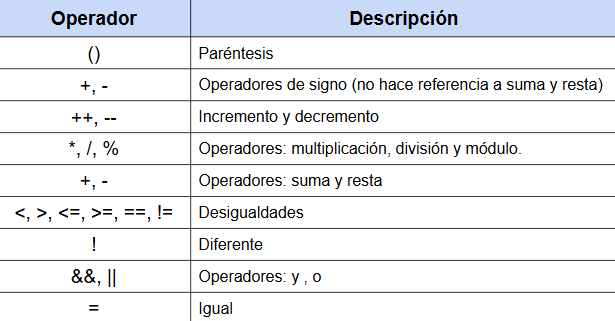 Operador Descripción
() Paréntesis
+, - Operadores de signo (no hace referencia a suma y resta)
++, -- Incremento y decremento
*, /, % Operadores: multiplicación, división y módulo.
+, - Operadores: suma y resta
<, >, <=, >=, ==, != Desigualdades
! Diferente
&&, || Operadores: y , o
= Igual